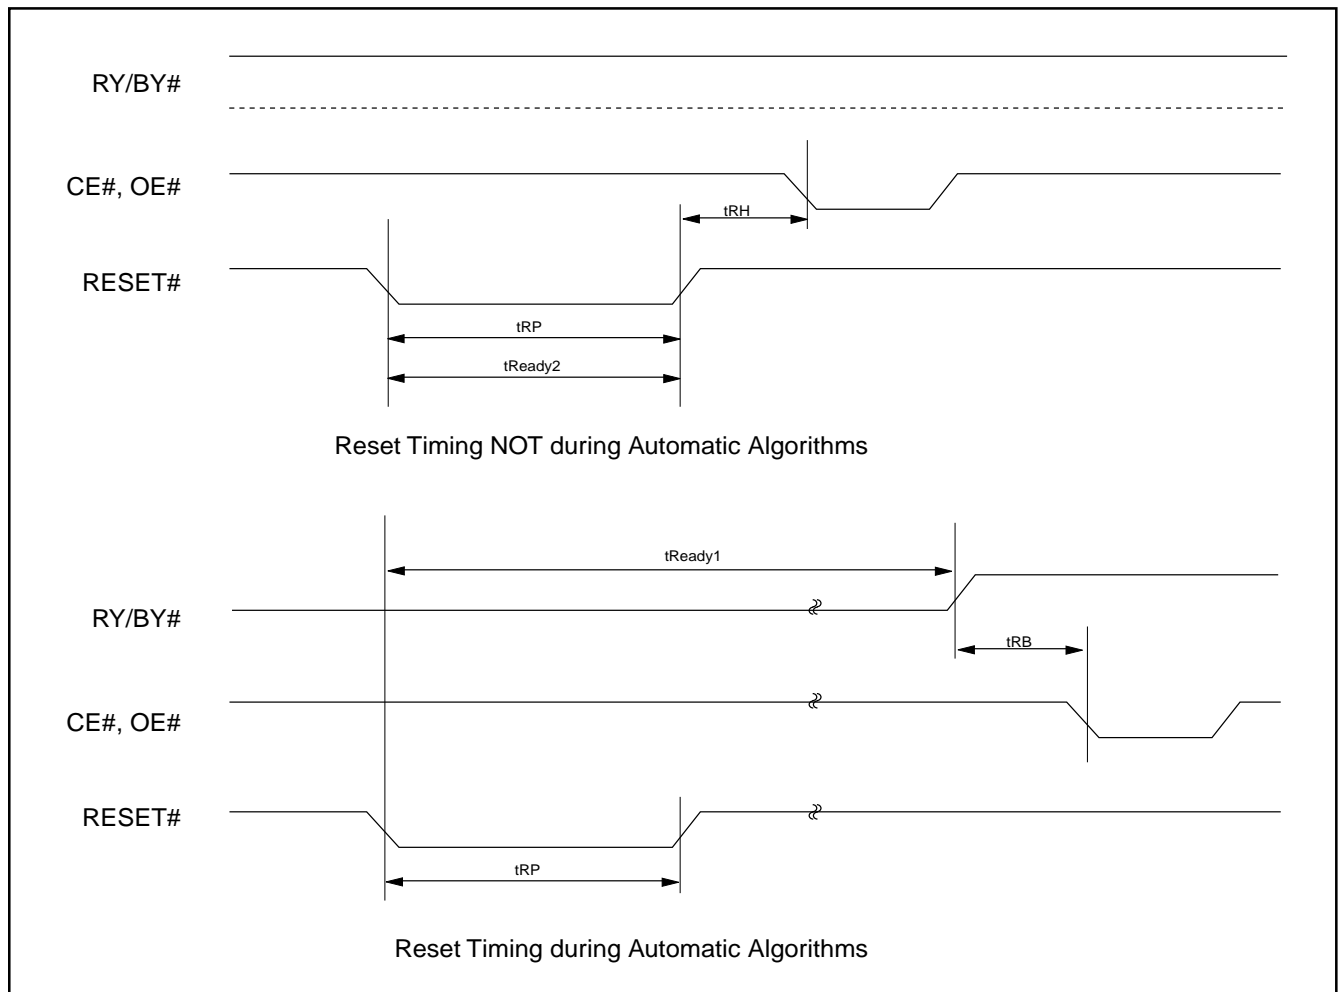 RY/BY#
CE#, OE#
tRH
RESET#
tRP
tReady2
Reset Timing NOT during Automatic Algorithms
tReady1
RY/BY#
tRB
CE#, OE#
RESET#
tRP
Reset Timing during Automatic Algorithms